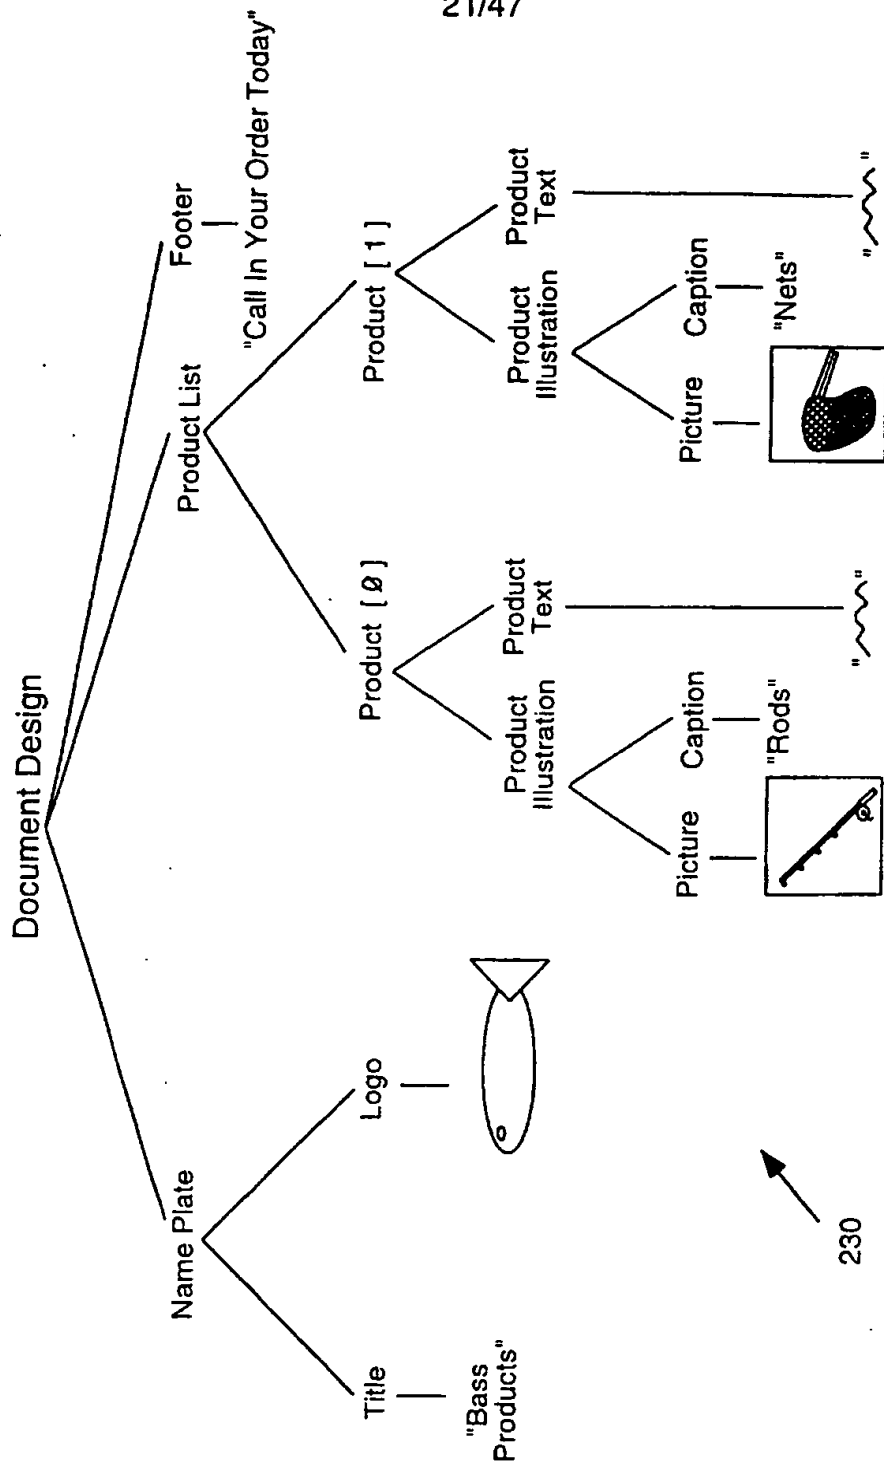 21/47
Document Design
Name Plate
Product List
Footer
"Call In Your Order Today"
Title
Logo
Product [0]
Product [1]
"Bass
Products"
Product
Illustration
Product
Text
Product
Illustration
Product
Text
Picture
Caption
Picture
Caption
"Rods"
"Nets"
230